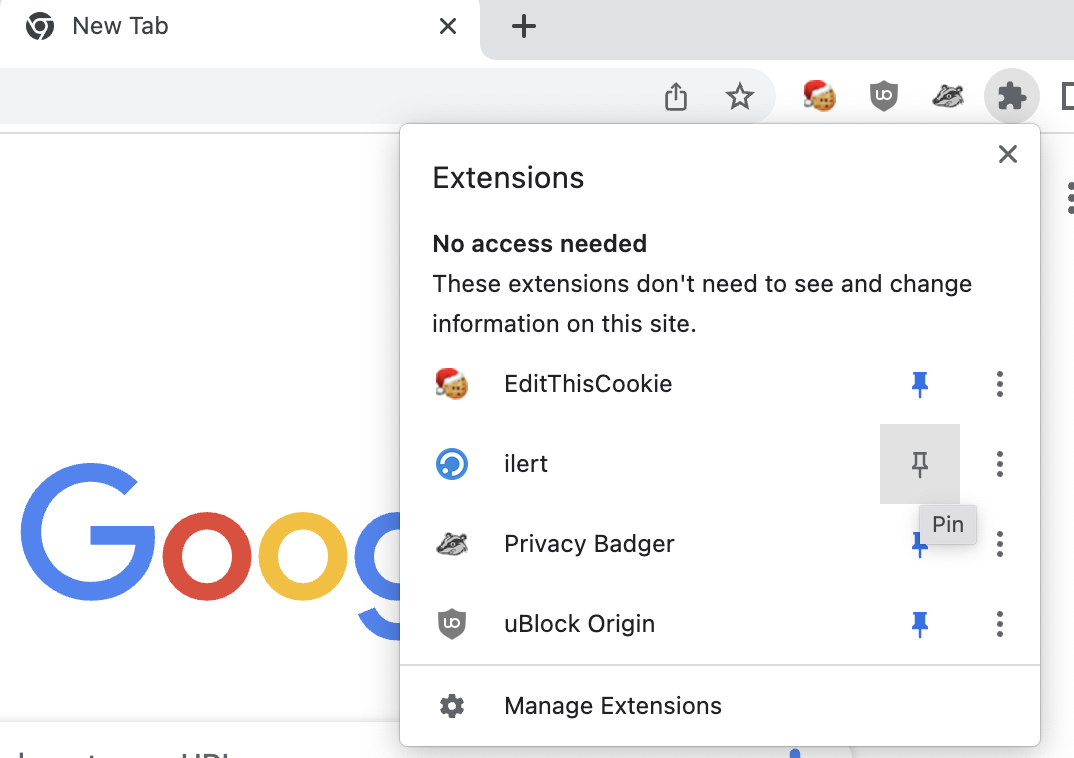 New Tab
Extensions
No access needed
These extensions don't need to see and change
information on this site.
EditThisCookie
ilert
Pin
Privacy Badger
uBlock Origin
Manage Extensions
Goog